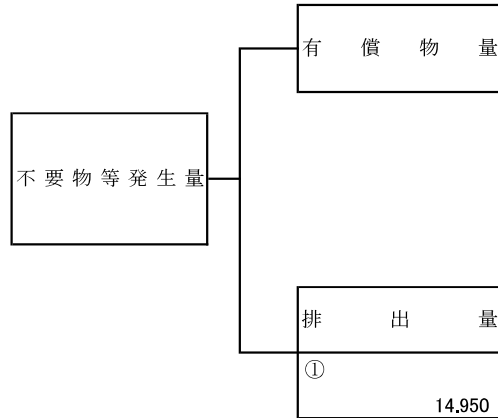 有償物量
不要物等発生量
排出量
①
14.950